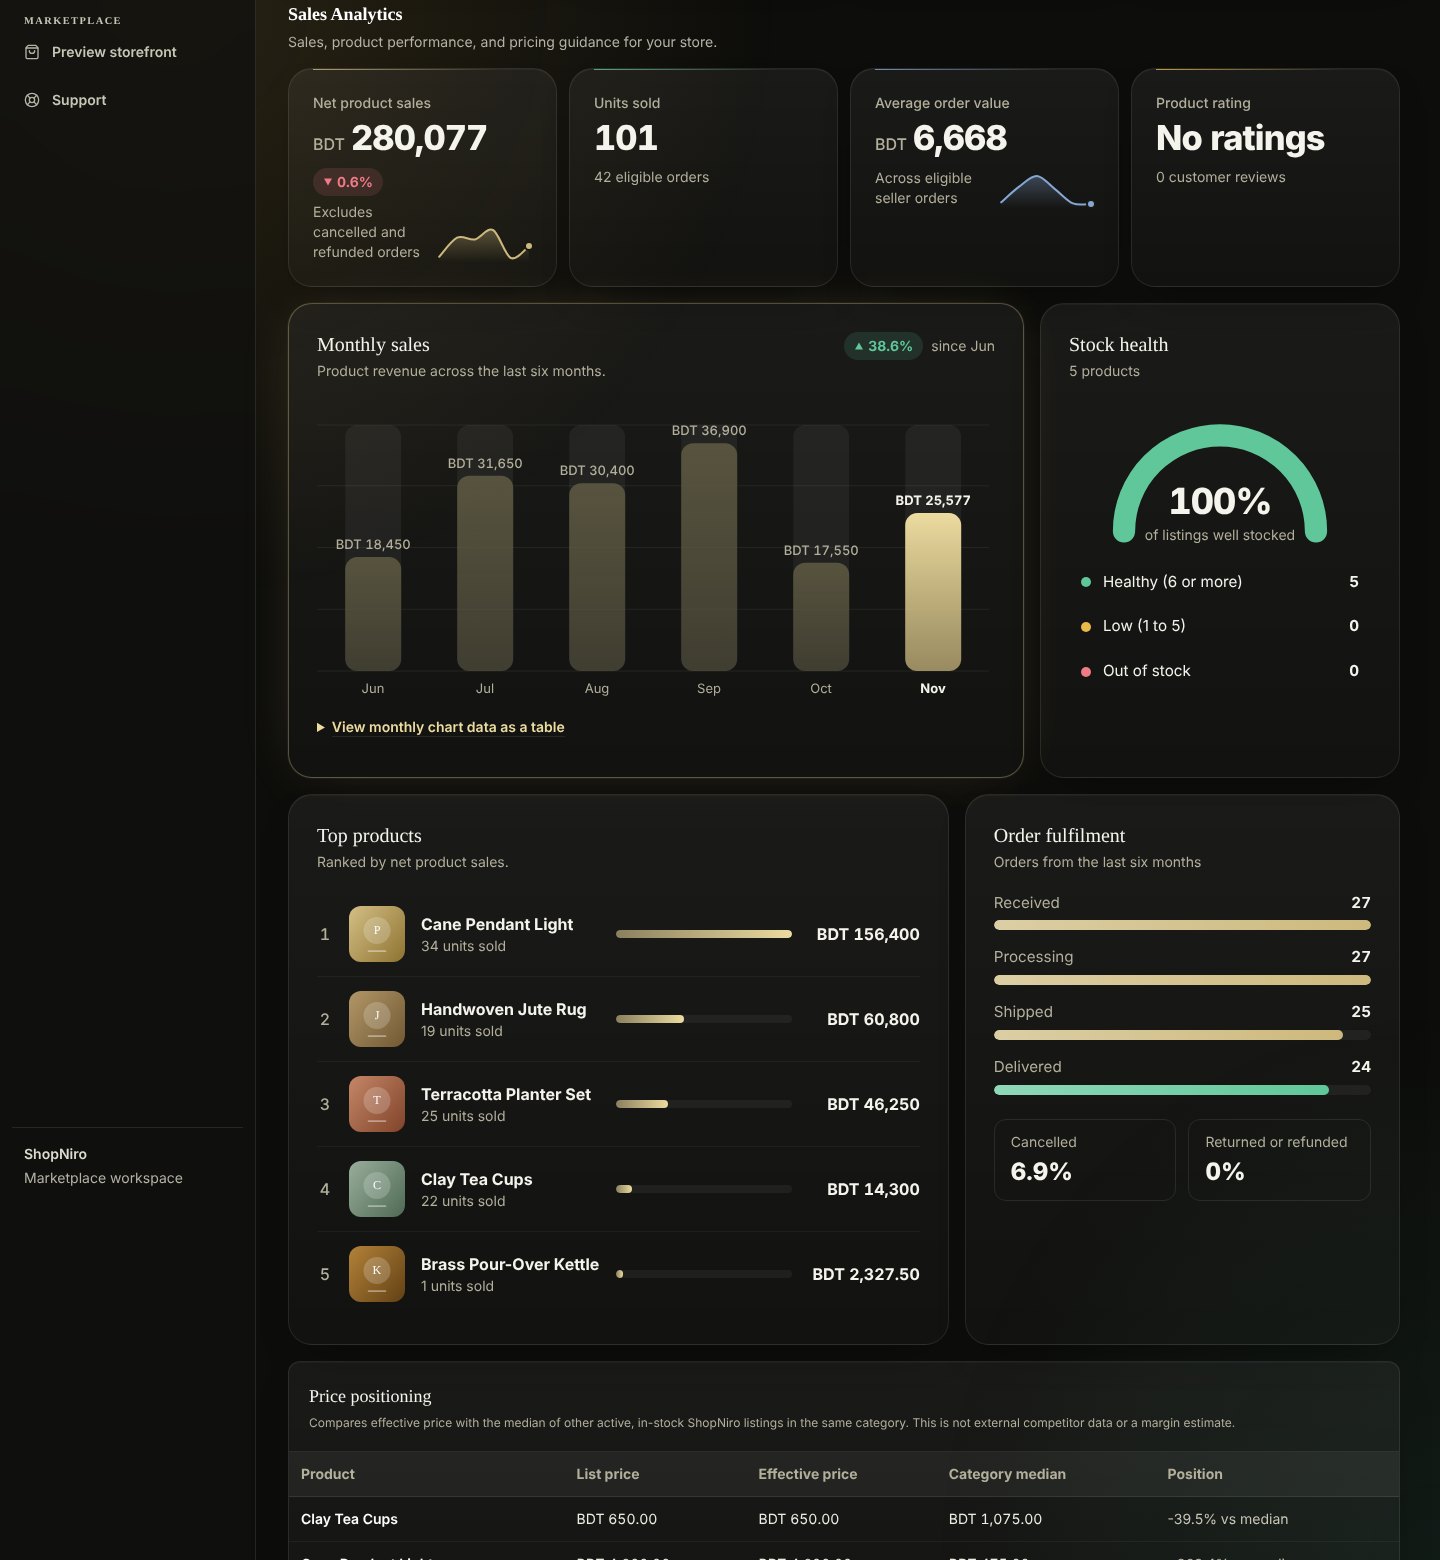 MARKETPLACE
Preview storefront
Support
ShopNiro
Marketplace workspace
Sales Analytics
Sales, product performance, and pricing guidance for your store.
Net product sales
BDT 280,077
▼ 0.6%
Excludes
cancelled and
refunded orders
Units sold
101
42 eligible orders
Average order value
BDT 6,668
Across eligible
seller orders
Product rating
No ratings
0 customer reviews
Monthly sales
▲ 38.6% since Jun
Product revenue across the last six months.
BDT 18,450
BDT 31,650
BDT 30,400
BDT 36,900
BDT 17,550
BDT 25,577
Jun Jul Aug Sep Oct Nov
▶ View monthly chart data as a table
Stock health
5 products
100%
of listings well stocked
Healthy (6 or more) 5
Low (1 to 5) 0
Out of stock 0
Top products
Ranked by net product sales.
1 P Cane Pendant Light BDT 156,400
34 units sold
2 J Handwoven Jute Rug BDT 60,800
19 units sold
3 T Terracotta Planter Set BDT 46,250
25 units sold
4 C Clay Tea Cups BDT 14,300
22 units sold
5 K Brass Pour-Over Kettle BDT 2,327.50
1 units sold
Order fulfilment
Orders from the last six months
Received 27
Processing 27
Shipped 25
Delivered 24
Cancelled
6.9%
Returned or refunded
0%
Price positioning
Compares effective price with the median of other active, in-stock ShopNiro listings in the same category. This is not external competitor data or a margin estimate.
Product List price Effective price Category median Position
Clay Tea Cups BDT 650.00 BDT 650.00 BDT 1,075.00 -39.5% vs median